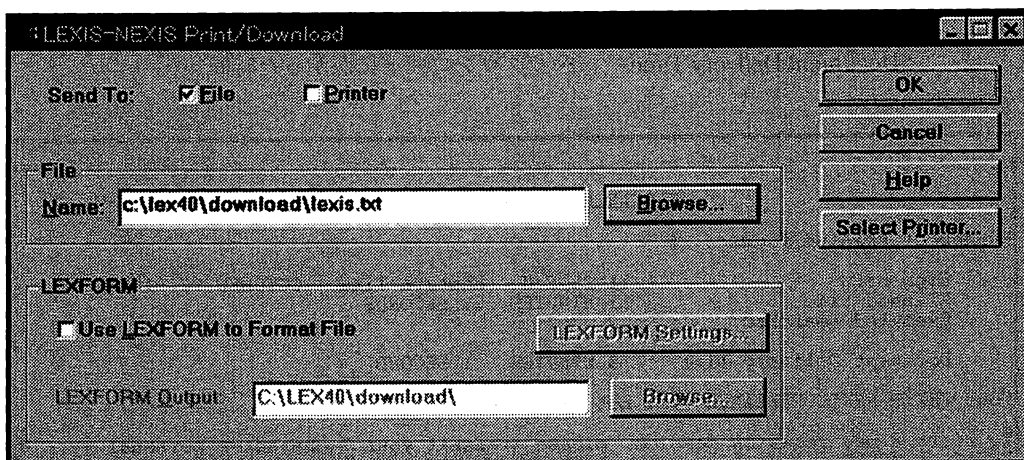 LEXIS-NEXIS Print/Download
Send To: File Printer
OK
Cancel
Help
Select Printer...
File
Name: c:\lex40\download\lexis.txt Browse...
LEXFORM
Use LEXFORM to Format File LEXFORM Settings...
LEXFORM Output C:\LEX40\download\ Browse...